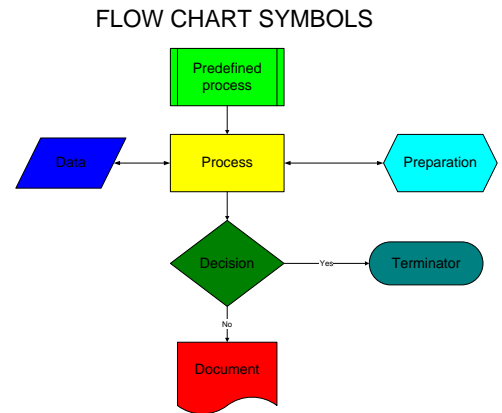 FLOW CHART SYMBOLS
Predefined
process
Data
Process
Preparation
Decision
Yes
Terminator
No
Document